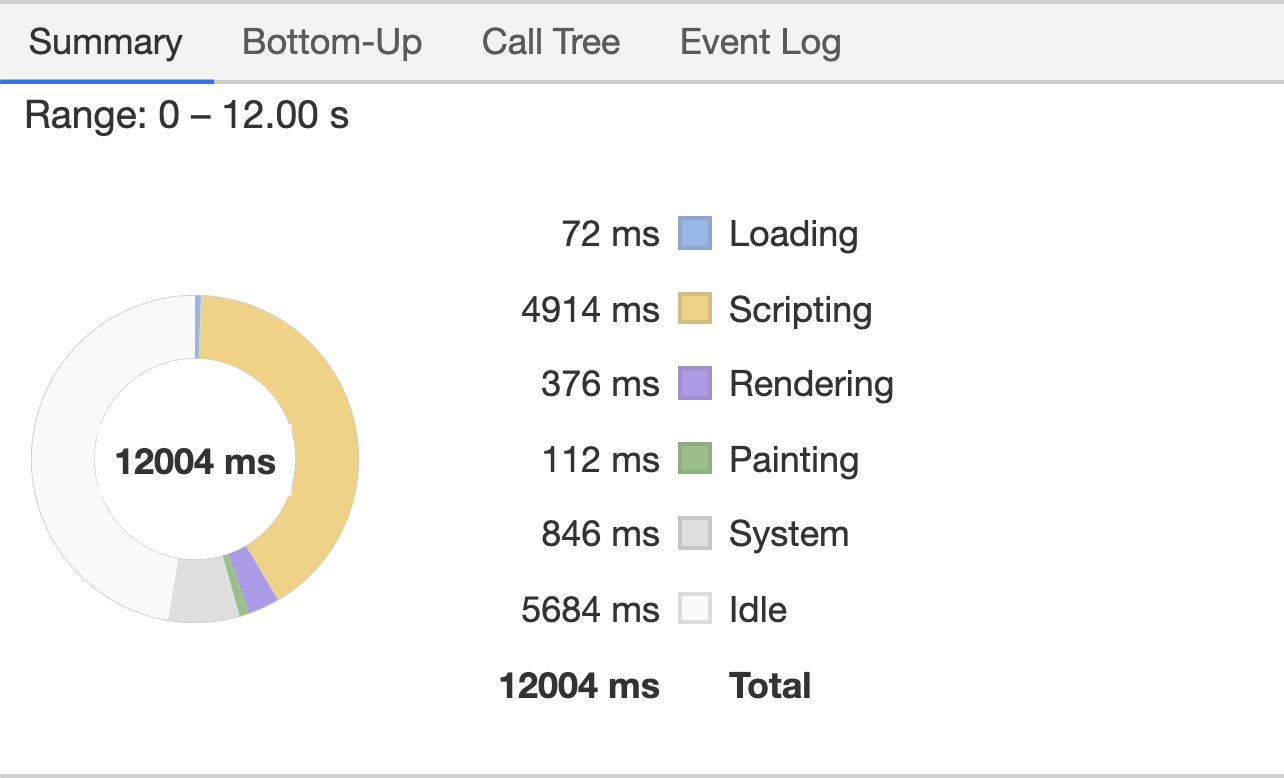 Summary Bottom-Up Call Tree Event Log
Range: 0 – 12.00 s
72 ms Loading
4914 ms Scripting
376 ms Rendering
12004 ms
112 ms Painting
846 ms System
5684 ms Idle
12004 ms Total